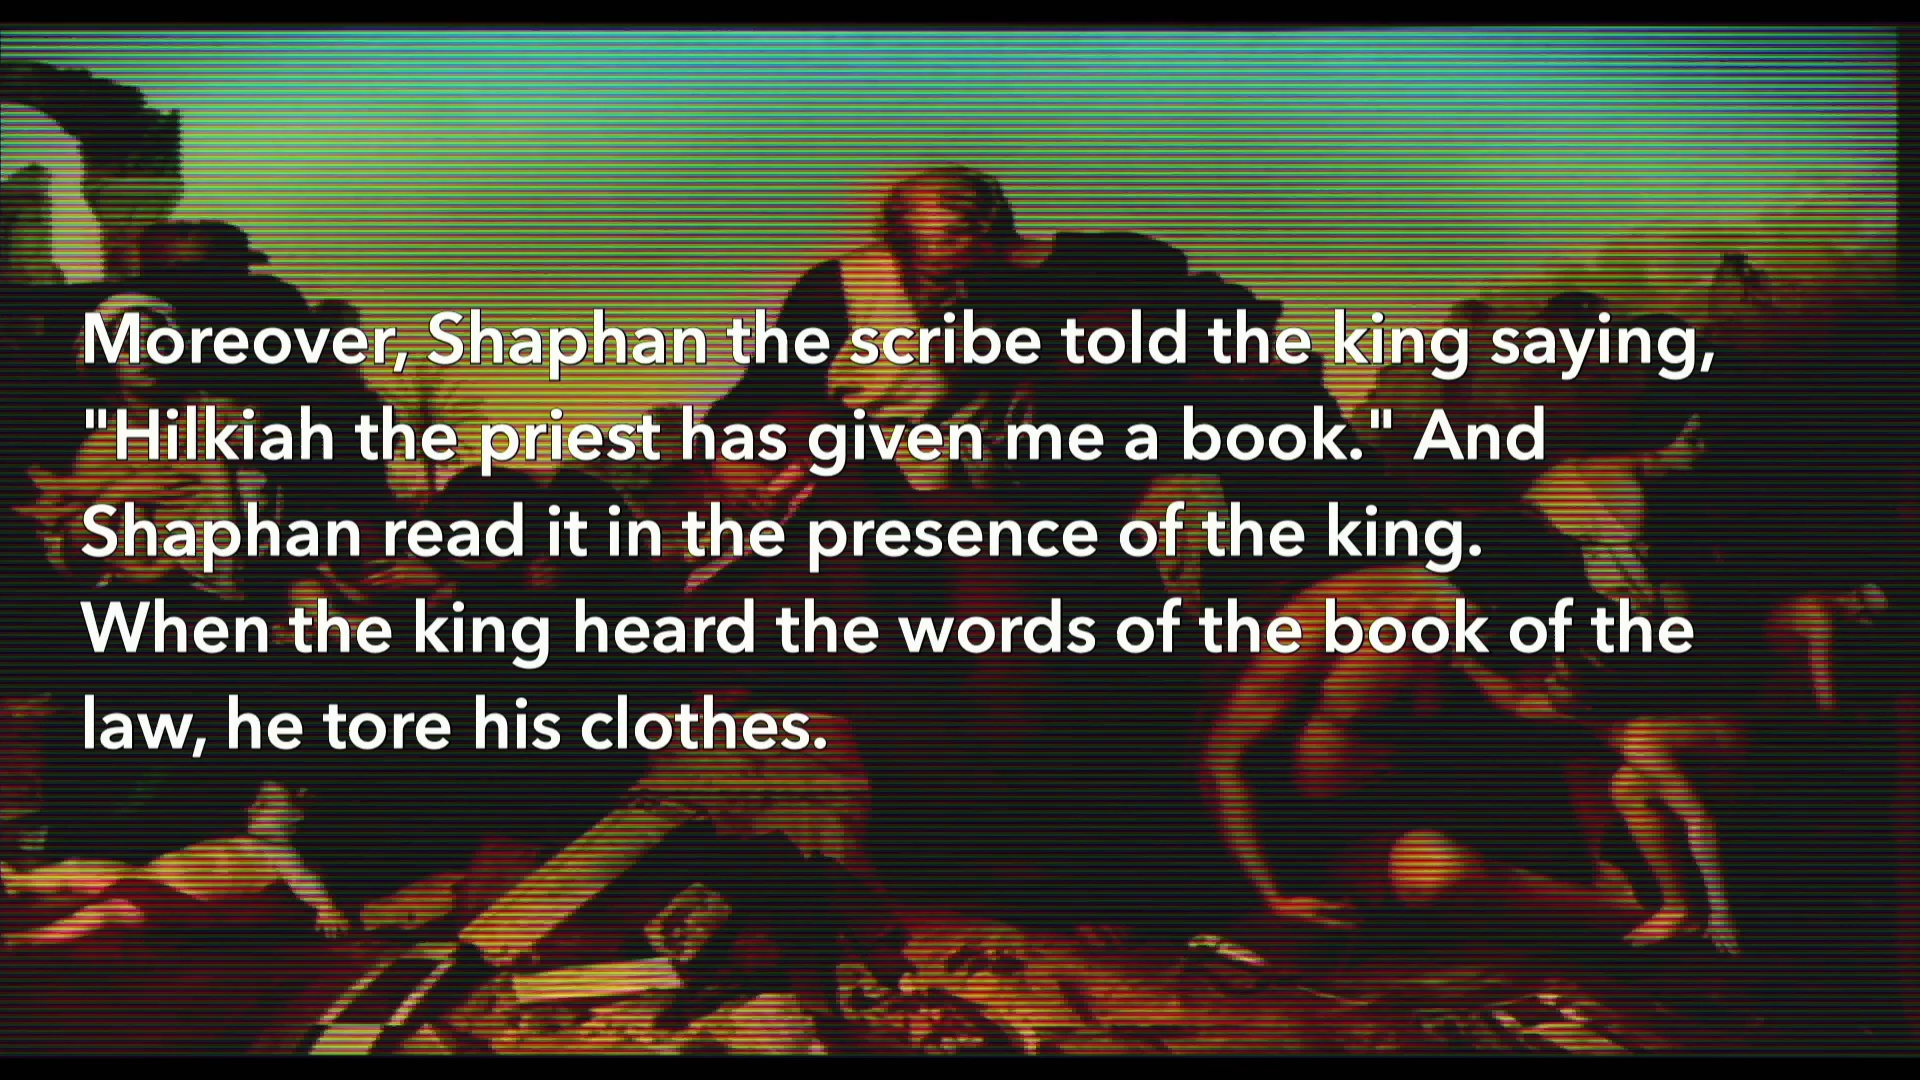 Moreover, Shaphan the scribe told the king saying,
"Hilkiah the priest has given me a book." And
Shaphan read it in the presence of the king.
When the king heard the words of the book of the
law, he tore his clothes.